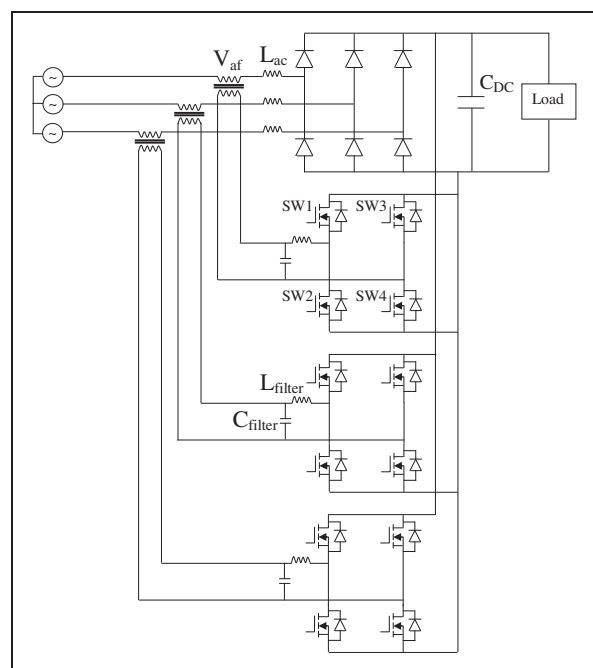 V_af
L_ac
C_DC
Load
~
~
~
SW1
SW3
SW2
SW4
L_filter
C_filter